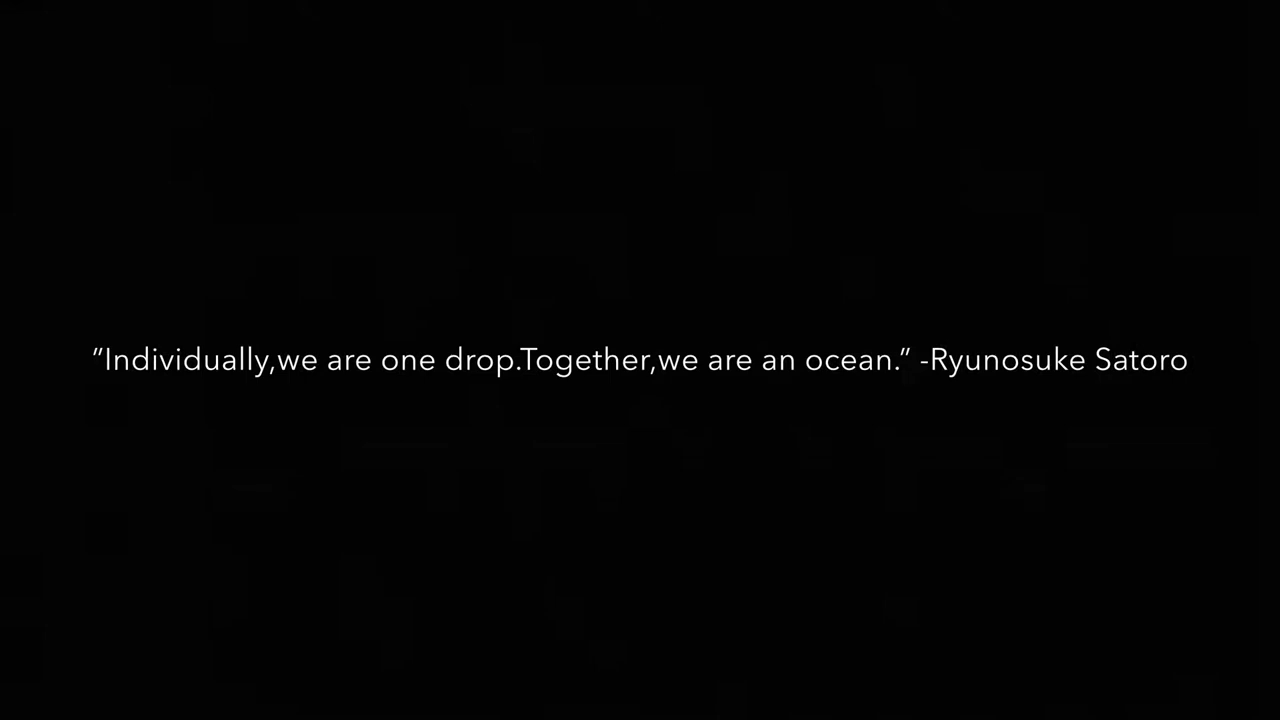 ”Individually,we are one drop.Together,we are an ocean.” -Ryunosuke Satoro